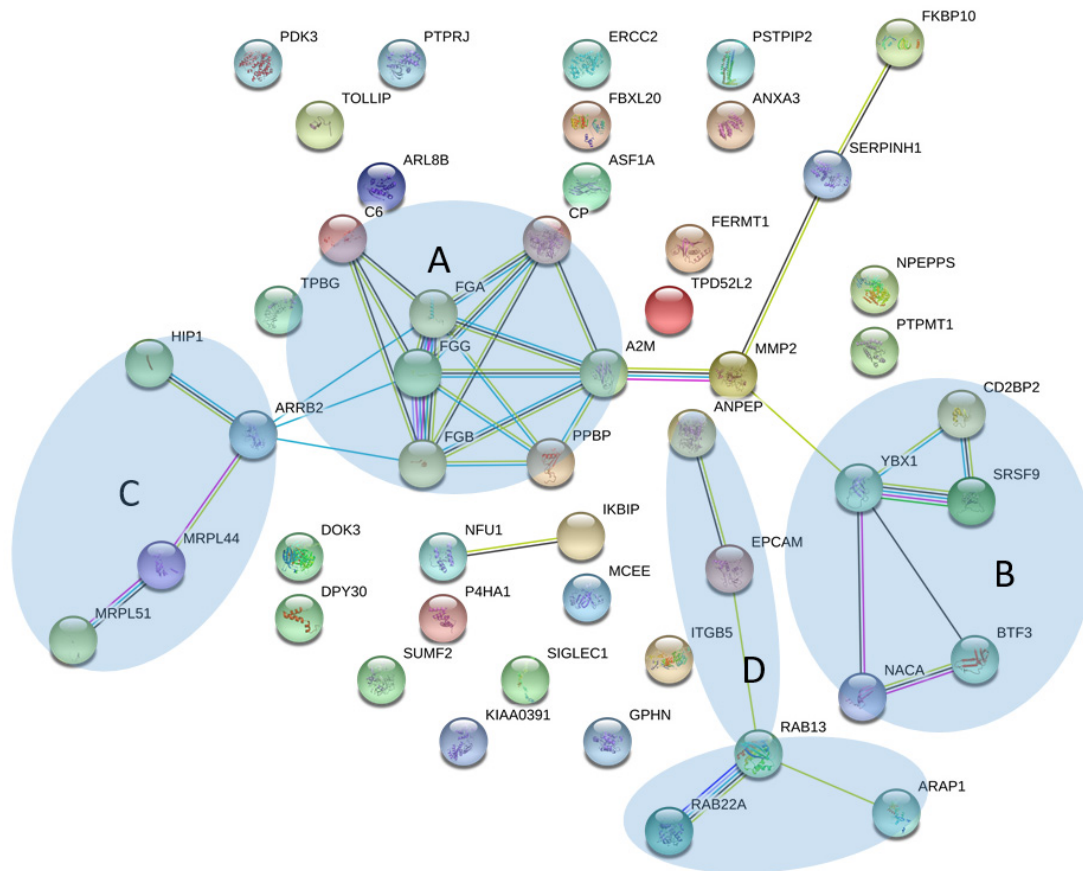 FKBP10
PDK3
PTPRJ
ERCC2
PSTPIP2
TOLLIP
FBXL20
ANXA3
SERPINH1
ARL8B
ASF1A
C6
CP
FERMT1
A
NPEPPS
TPBG
FGA
TPD52L2
PTPMT1
HIP1
FGG
A2M
MMP2
CD2BP2
ARRB2
ANPEP
FGB
PPBP
YBX1
SRSF9
C
IKBIP
DOK3
NFU1
MRPL44
EPCAM
MCEE
B
DPY30
P4HA1
MRPL51
ITGB5
BTF3
SUMF2
SIGLEC1
D
NACA
KIAA0391
GPHN
RAB13
ARAP1
RAB22A